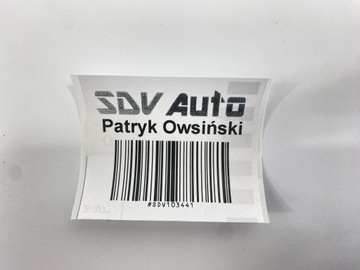 SDV Auto
Patryk Owsiński
#SDV103441